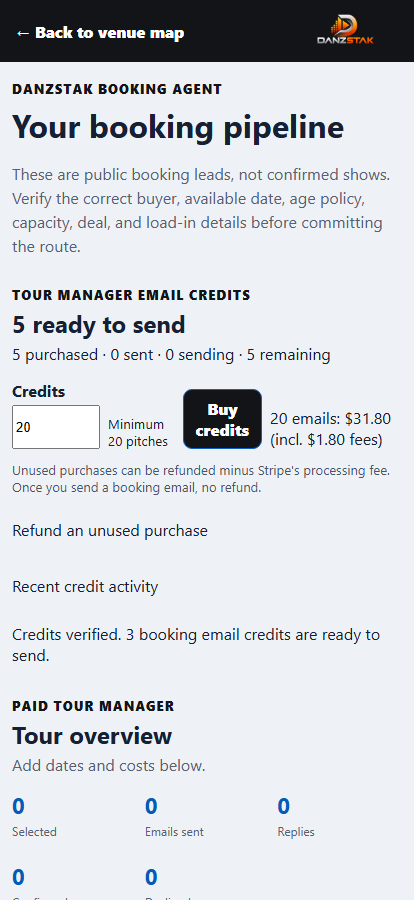 ← Back to venue map
DANZSTAK
DANZSTAK BOOKING AGENT
Your booking pipeline
These are public booking leads, not confirmed shows.
Verify the correct buyer, available date, age policy,
capacity, deal, and load-in details before committing
the route.
TOUR MANAGER EMAIL CREDITS
5 ready to send
5 purchased · 0 sent · 0 sending · 5 remaining
Credits
20
Minimum
20 pitches
Buy
credits
20 emails: $31.80
(incl. $1.80 fees)
Unused purchases can be refunded minus Stripe's processing fee.
Once you send a booking email, no refund.
Refund an unused purchase
Recent credit activity
Credits verified. 3 booking email credits are ready to
send.
PAID TOUR MANAGER
Tour overview
Add dates and costs below.
0
0
0
Selected
Emails sent
Replies
0
0